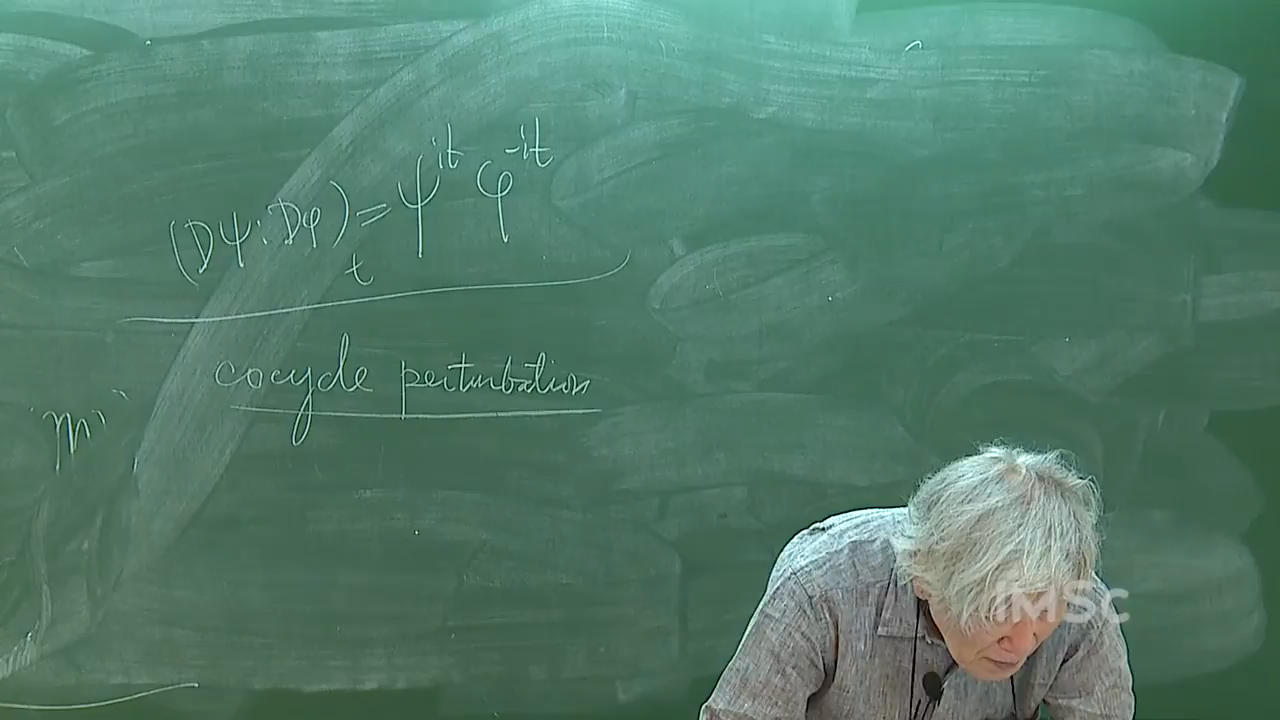 (Dψ : Dφ)_t = ψ^{it} φ^{-it}
cocycle perturbation
"m"
IMSc